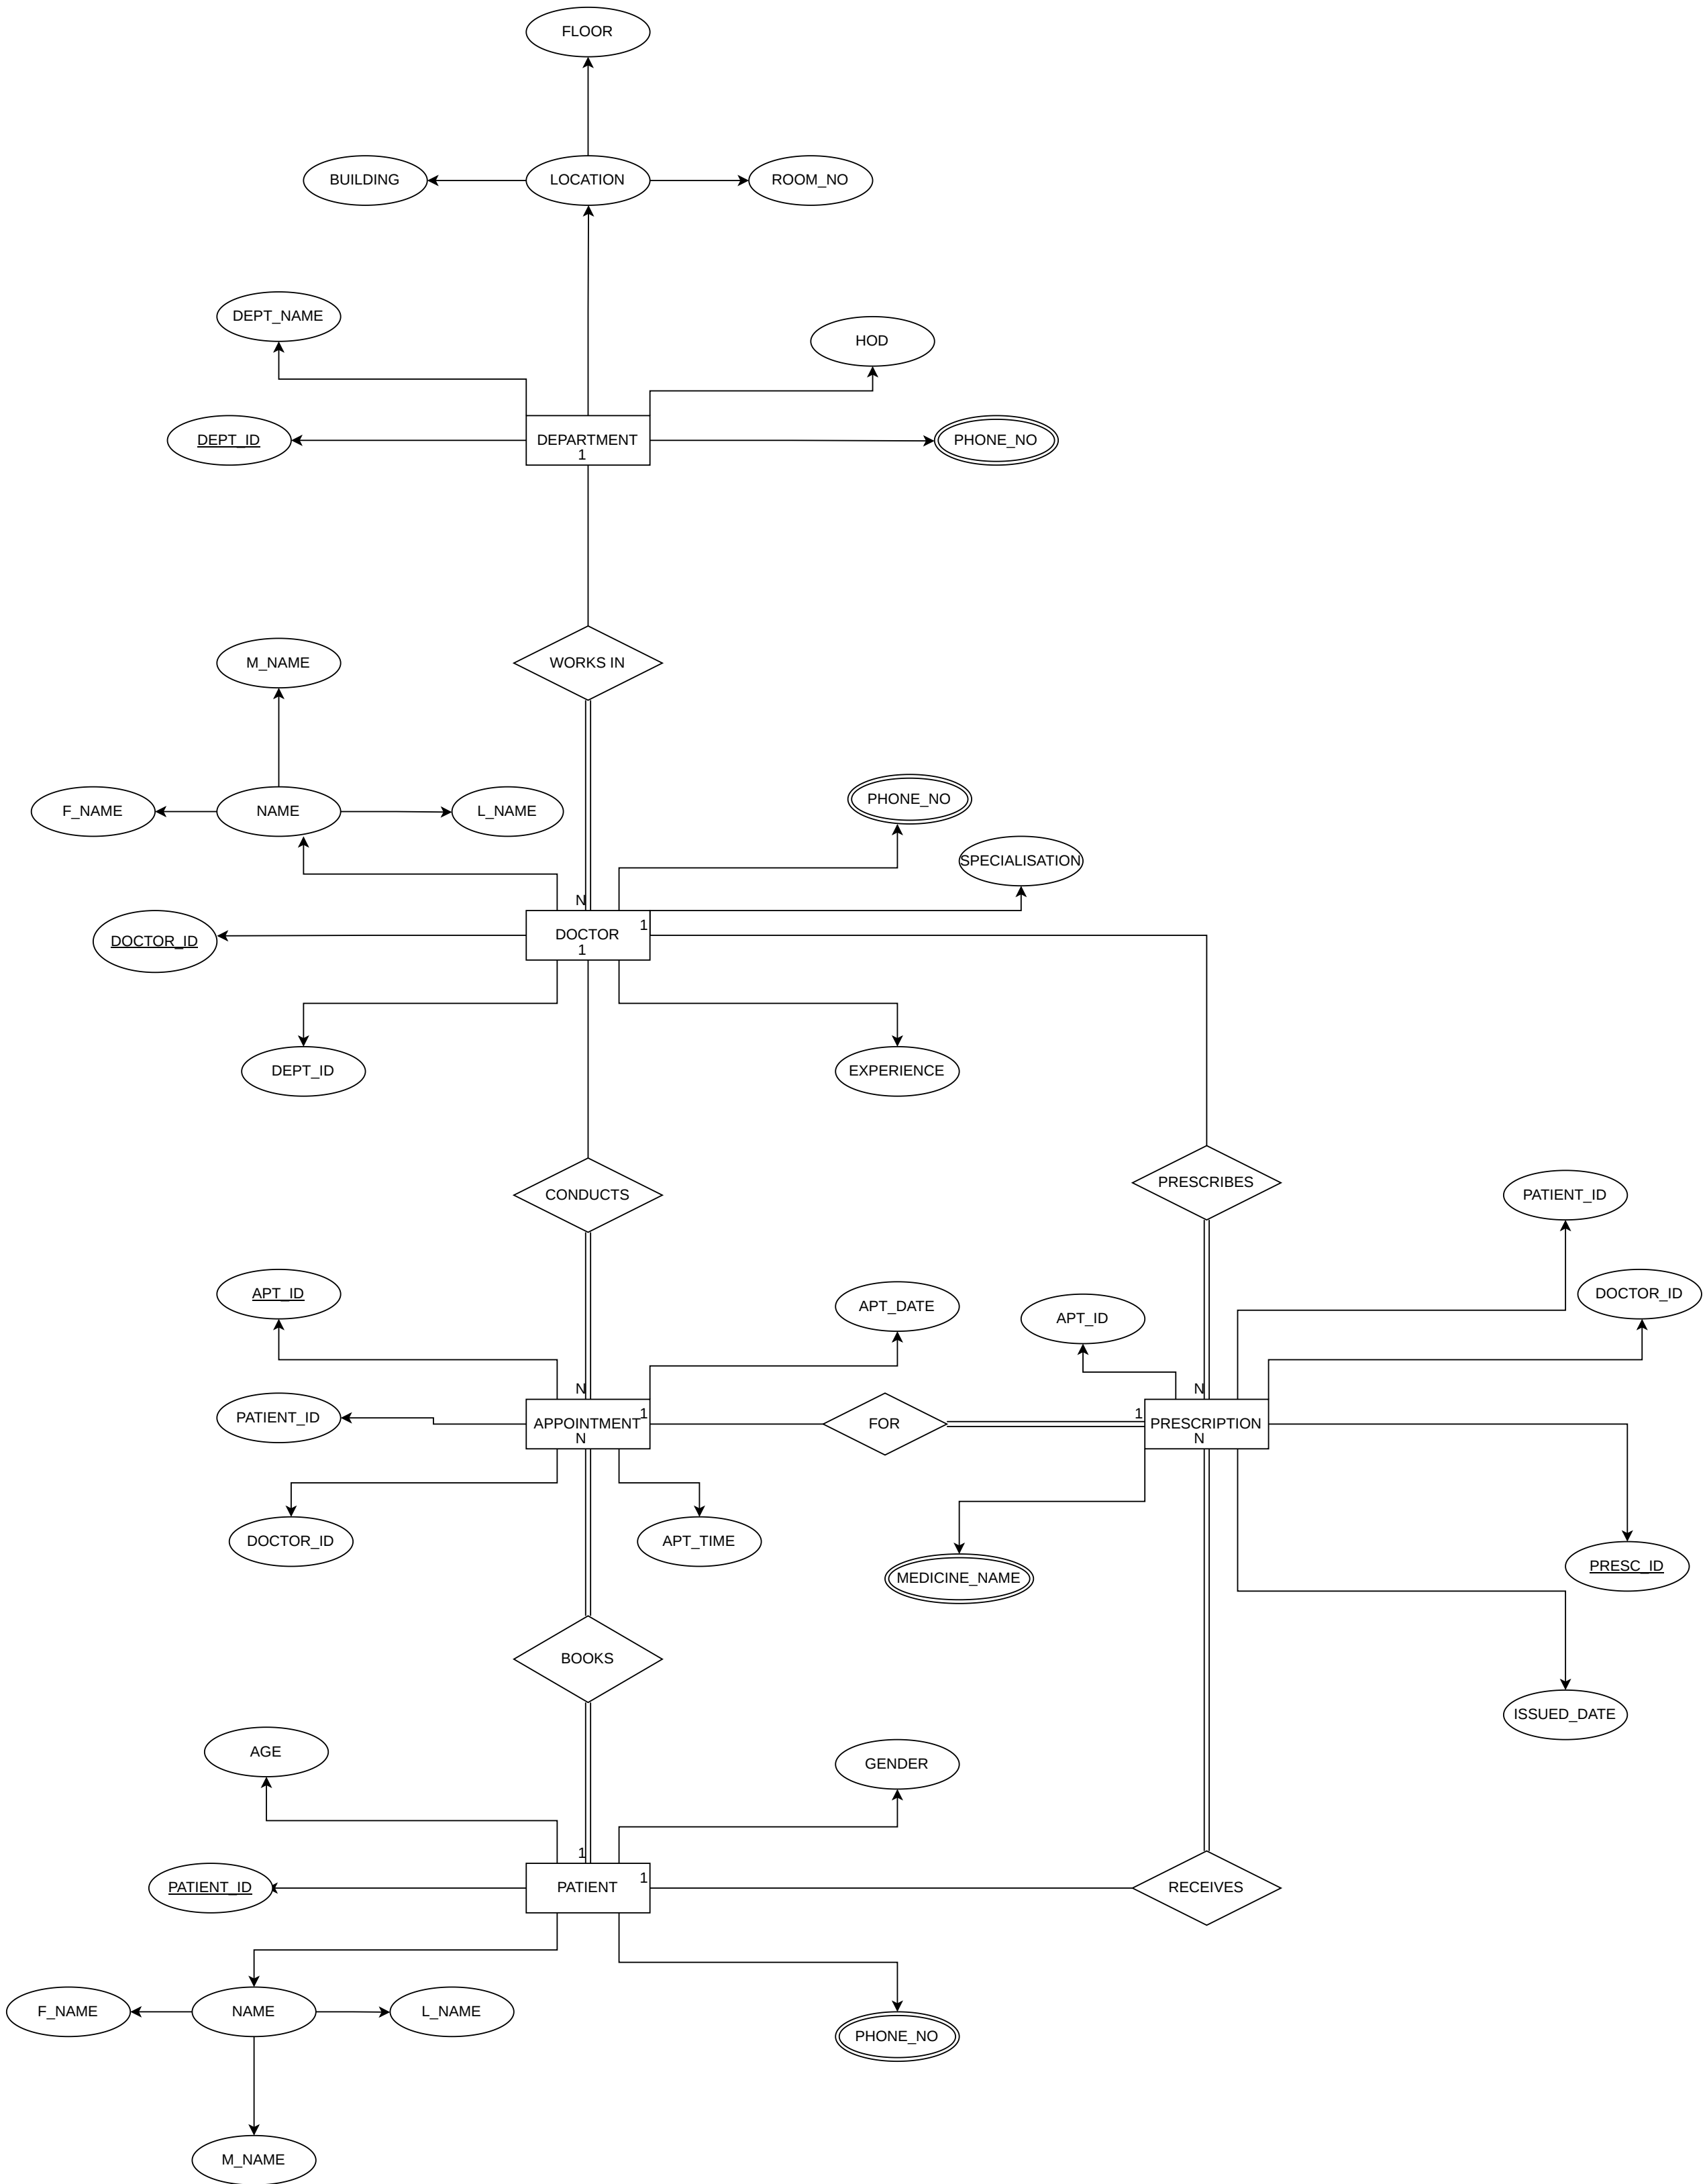 FLOOR
BUILDING
LOCATION
ROOM_NO
DEPT_NAME
HOD
DEPT_ID
DEPARTMENT
PHONE_NO
1
WORKS IN
M_NAME
F_NAME
NAME
L_NAME
PHONE_NO
SPECIALISATION
N
1
DOCTOR_ID
DOCTOR
1
DEPT_ID
EXPERIENCE
CONDUCTS
PRESCRIBES
PATIENT_ID
APT_ID
APT_DATE
APT_ID
DOCTOR_ID
N
N
PATIENT_ID
APPOINTMENT
1
FOR
1
PRESCRIPTION
N
N
DOCTOR_ID
APT_TIME
MEDICINE_NAME
PRESC_ID
BOOKS
ISSUED_DATE
AGE
GENDER
1
1
PATIENT_ID
PATIENT
RECEIVES
F_NAME
NAME
L_NAME
PHONE_NO
M_NAME